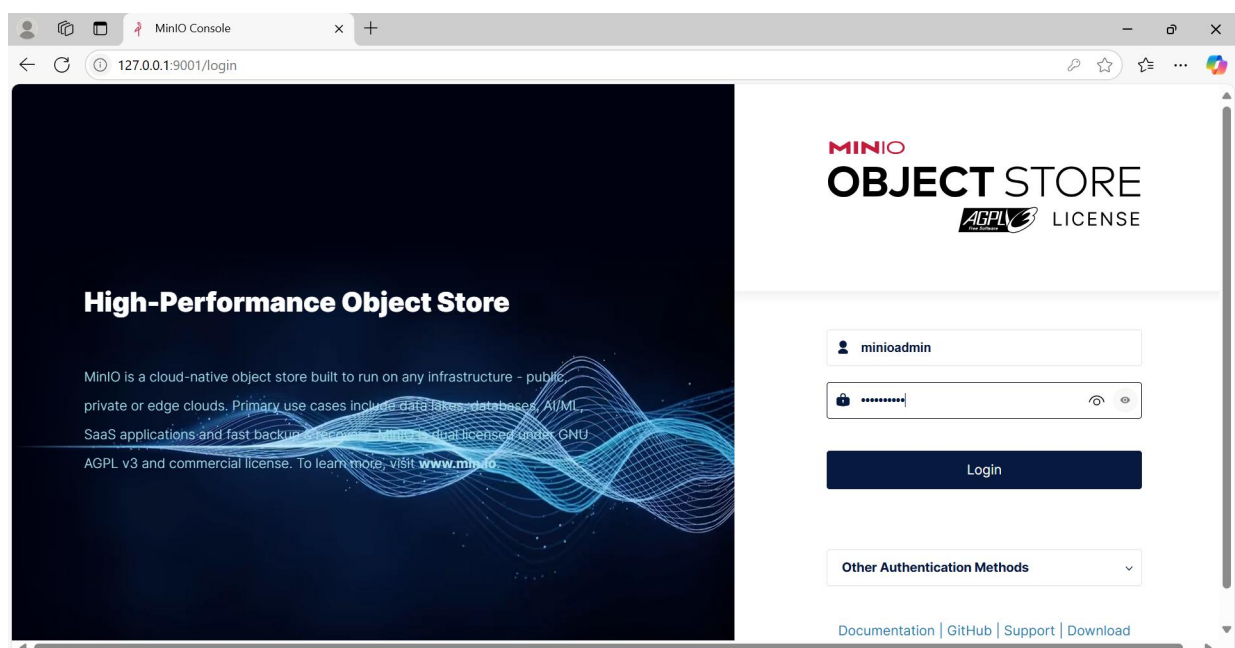 MinIO Console
127.0.0.1:9001/login
MINIO
OBJECT STORE
AGPLV3 LICENSE
Free Software
High-Performance Object Store
MinIO is a cloud-native object store built to run on any infrastructure - public,
private or edge clouds. Primary use cases include data lakes, databases, AI/ML,
SaaS applications and fast backup & recovery. MinIO is dual licensed under GNU
AGPL v3 and commercial license. To learn more, visit www.min.io.
minioadmin
••••••••••
Login
Other Authentication Methods
Documentation | GitHub | Support | Download